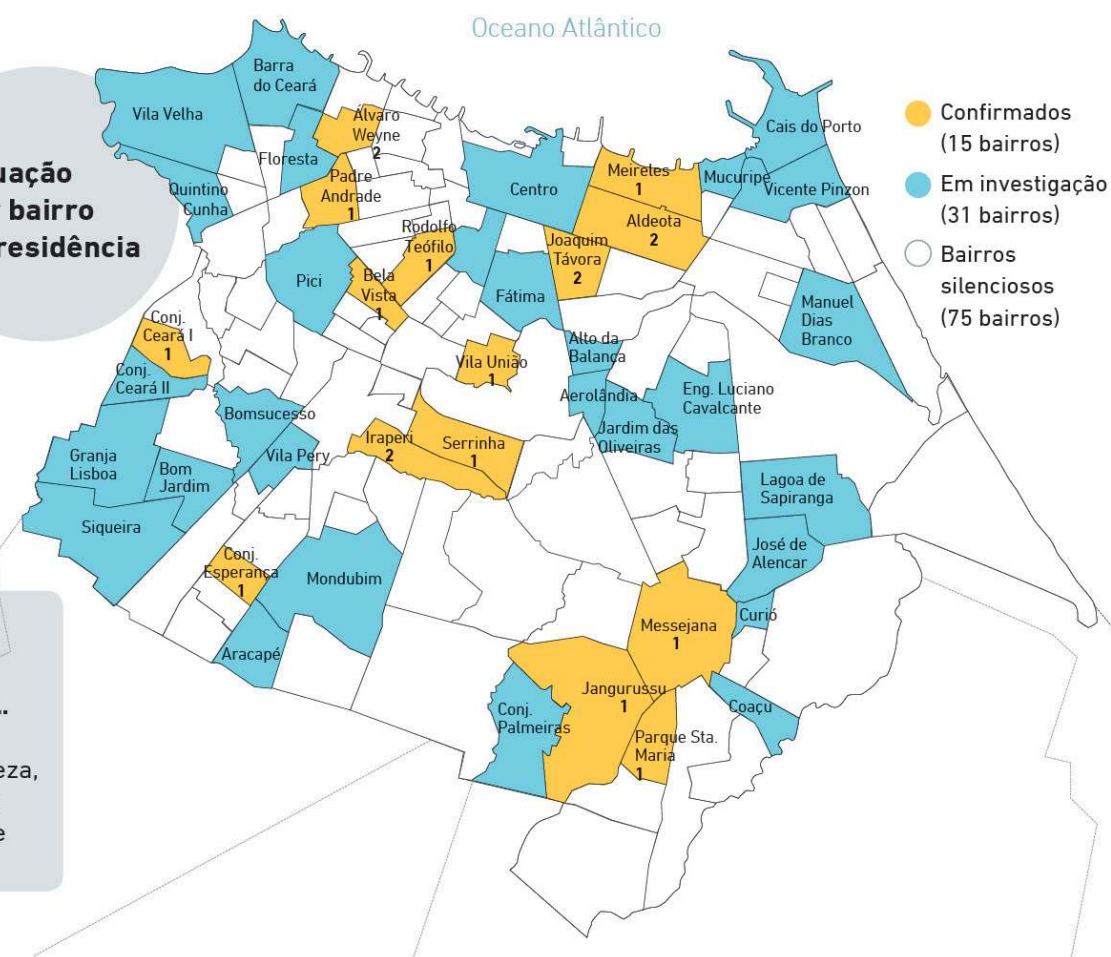 Oceano Atlântico
uação
bairro
residência
Confirmados
(15 bairros)
Em investigação
(31 bairros)
Bairros
silenciosos
(75 bairros)
Barra
do Ceará
Vila Velha
Álvaro
Weyne
2
Floresta
Padre
Andrade
1
Quintino
Cunha
Centro
Meireles
1
Mucuripe
Cais do Porto
Vicente Pinzon
Aldeota
2
Joaquim
Távora
2
Rodolfo
Teófilo
1
Pici
Bela
Vista
1
Fátima
Manuel
Dias
Branco
Conj.
Ceará I
1
Conj.
Ceará II
Vila União
1
Alto da
Balança
Aerolândia
Jardim das
Oliveiras
Eng. Luciano
Cavalcante
Bomsucesso
Vila Pery
Iraperi
2
Serrinha
1
Granja
Lisboa
Bom
Jardim
Siqueira
Lagoa de
Sapiranga
José de
Alencar
Curió
Conj.
Esperança
1
Mondubim
Aracapé
Messejana
1
Jangurussu
1
Conj.
Palmeiras
Parque Sta.
Maria
1
Coaçu
eza,
e